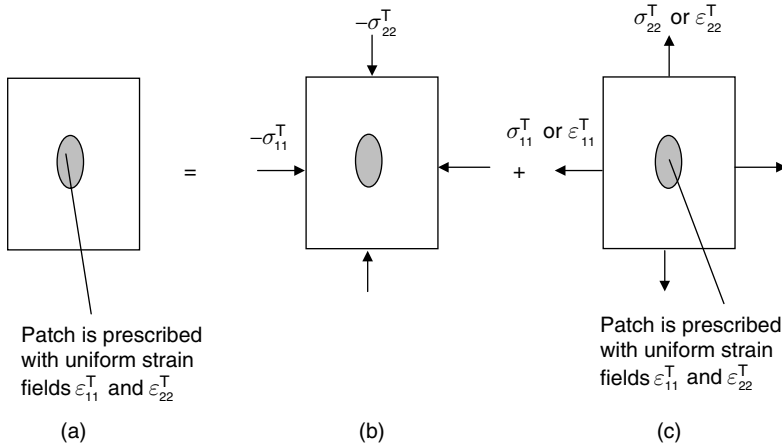 −σ₂₂ᵀ
σ₂₂ᵀ or ε₂₂ᵀ
−σ₁₁ᵀ
σ₁₁ᵀ or ε₁₁ᵀ
=
+
Patch is prescribed
with uniform strain
fields ε₁₁ᵀ and ε₂₂ᵀ
Patch is prescribed
with uniform strain
fields ε₁₁ᵀ and ε₂₂ᵀ
(a)
(b)
(c)